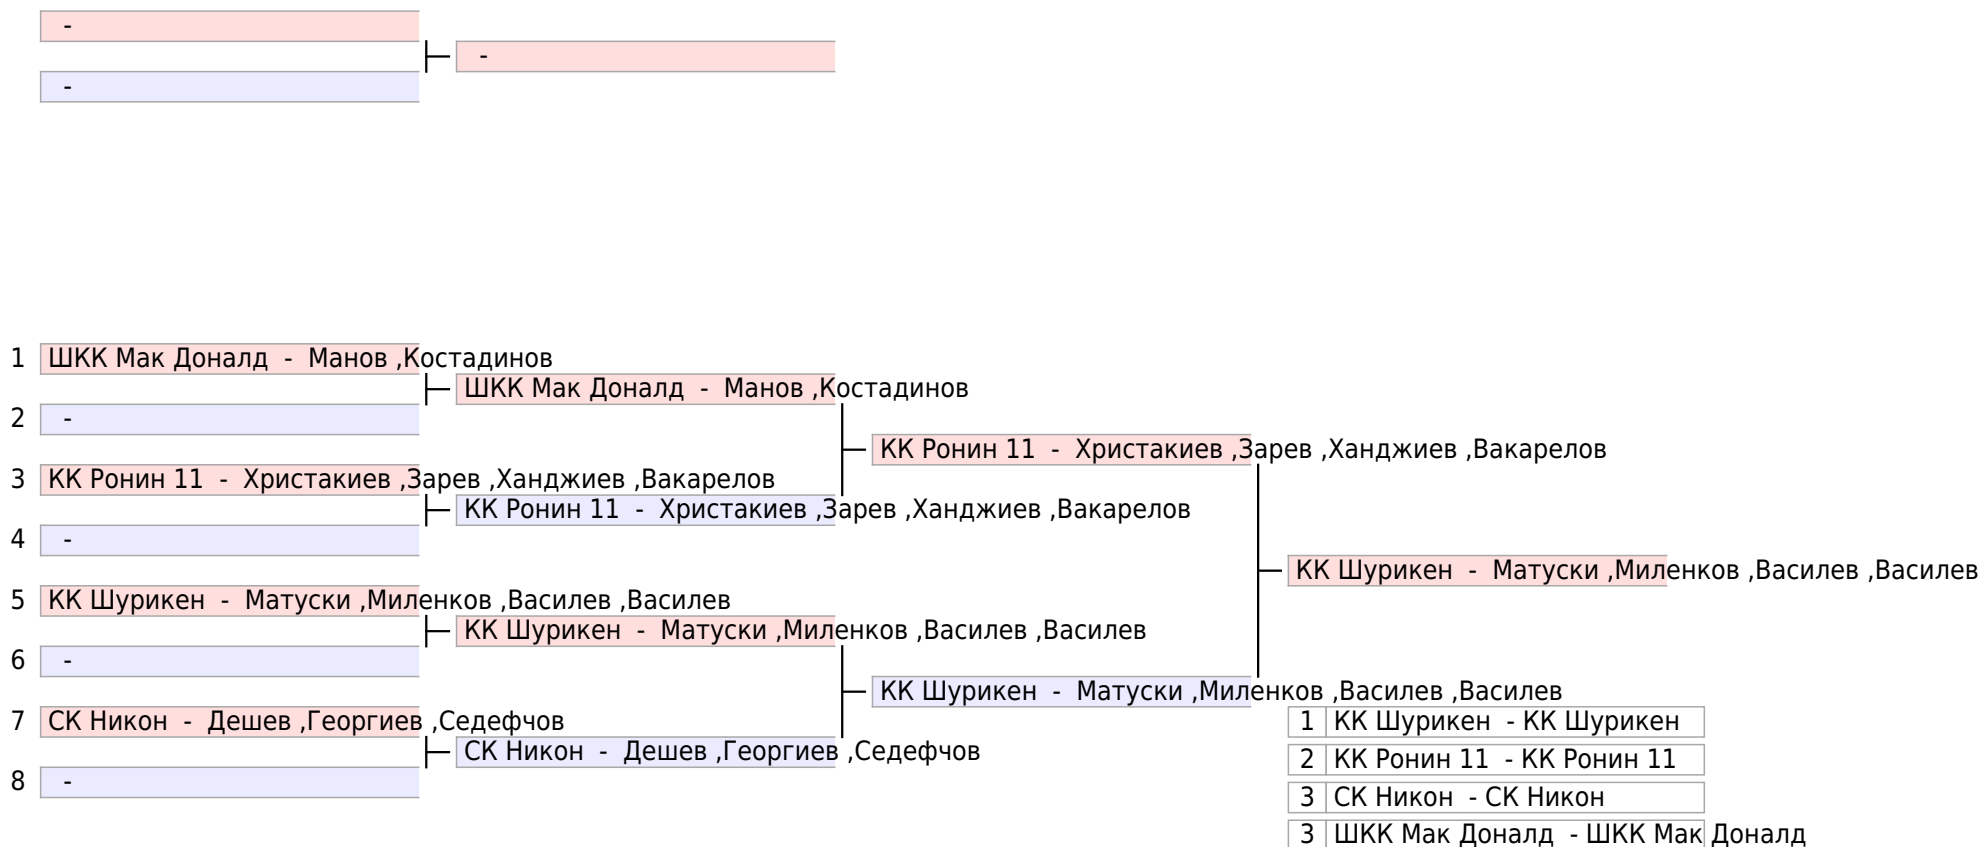 -
-
-
1 ШКК Мак Доналд - Манов ,Костадинов
ШКК Мак Доналд - Манов ,Костадинов
2 -
КК Ронин 11 - Христакиев ,Зарев ,Ханджиев ,Вакарелов
3 КК Ронин 11 - Христакиев ,Зарев ,Ханджиев ,Вакарелов
КК Ронин 11 - Христакиев ,Зарев ,Ханджиев ,Вакарелов
4 -
КК Шурикен - Матуски ,Миленков ,Василев ,Василев
5 КК Шурикен - Матуски ,Миленков ,Василев ,Василев
КК Шурикен - Матуски ,Миленков ,Василев ,Василев
6 -
КК Шурикен - Матуски ,Миленков ,Василев ,Василев
7 СК Никон - Дешев ,Георгиев ,Седефчов
СК Никон - Дешев ,Георгиев ,Седефчов
8 -
1 КК Шурикен - КК Шурикен
2 КК Ронин 11 - КК Ронин 11
3 СК Никон - СК Никон
3 ШКК Мак Доналд - ШКК Мак Доналд